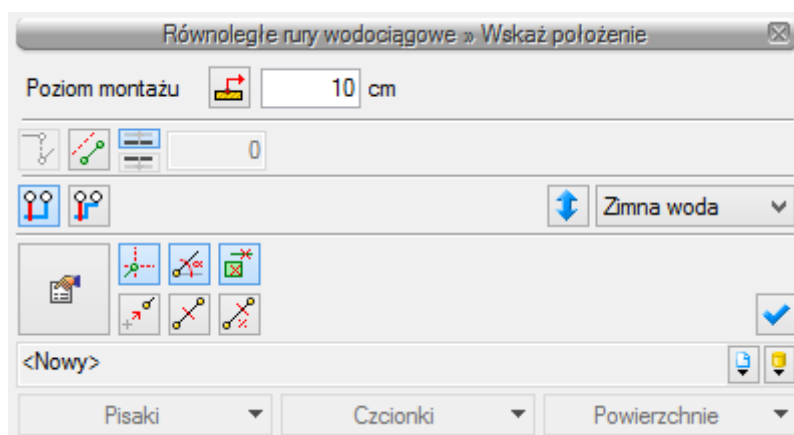 Równoległe rury wodociągowe » Wskaż położenie
Poziom montażu 10 cm
0
Zimna woda
<Nowy>
Pisaki Czcionki Powierzchnie